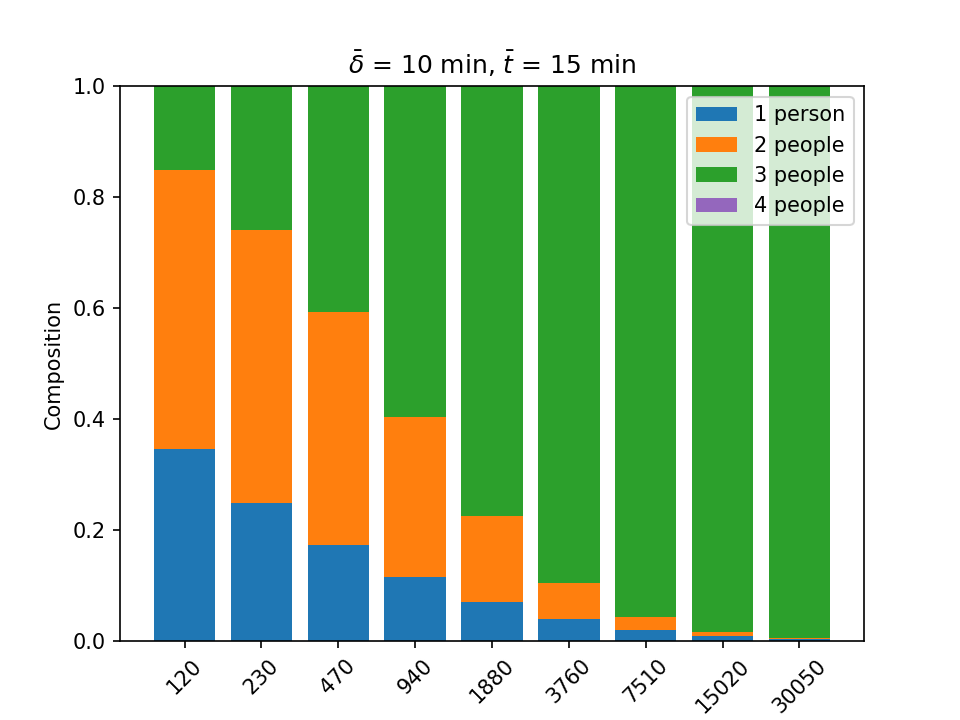 δ̄ = 10 min, t̄ = 15 min
1.0
0.8
0.6
0.4
0.2
0.0
Composition
1 person
2 people
3 people
4 people
120
230
470
940
1880
3760
7510
15020
30050